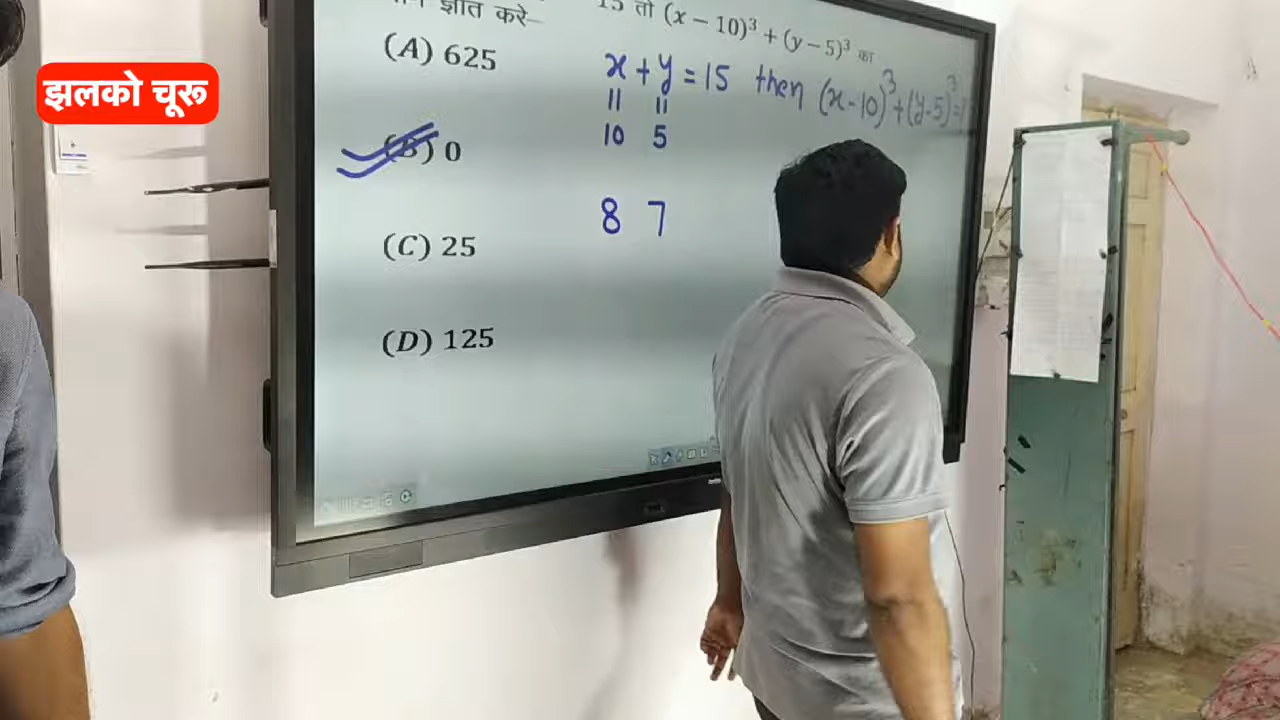 15 तो (x − 10)³ + (y − 5)³ का
ज्ञात करे–
(A) 625
x + y = 15 then (x-10)³ + (y-5)³ =
11 11
10 5
(B) 0
8 7
(C) 25
(D) 125
झलको चूरू